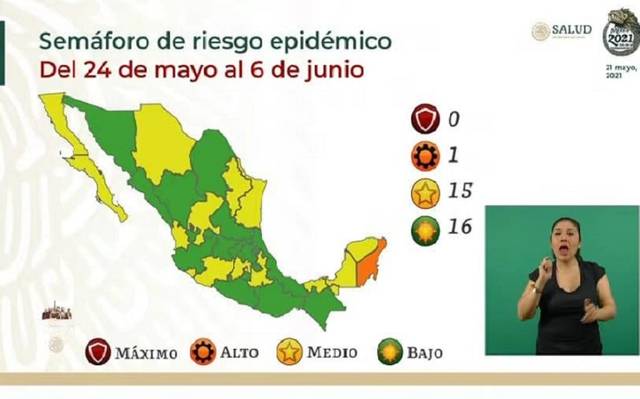 Semáforo de riesgo epidémico
Del 24 de mayo al 6 de junio
SALUD
2021
21 mayo,
2021
0
1
15
16
MÁXIMO
ALTO
MEDIO
BAJO